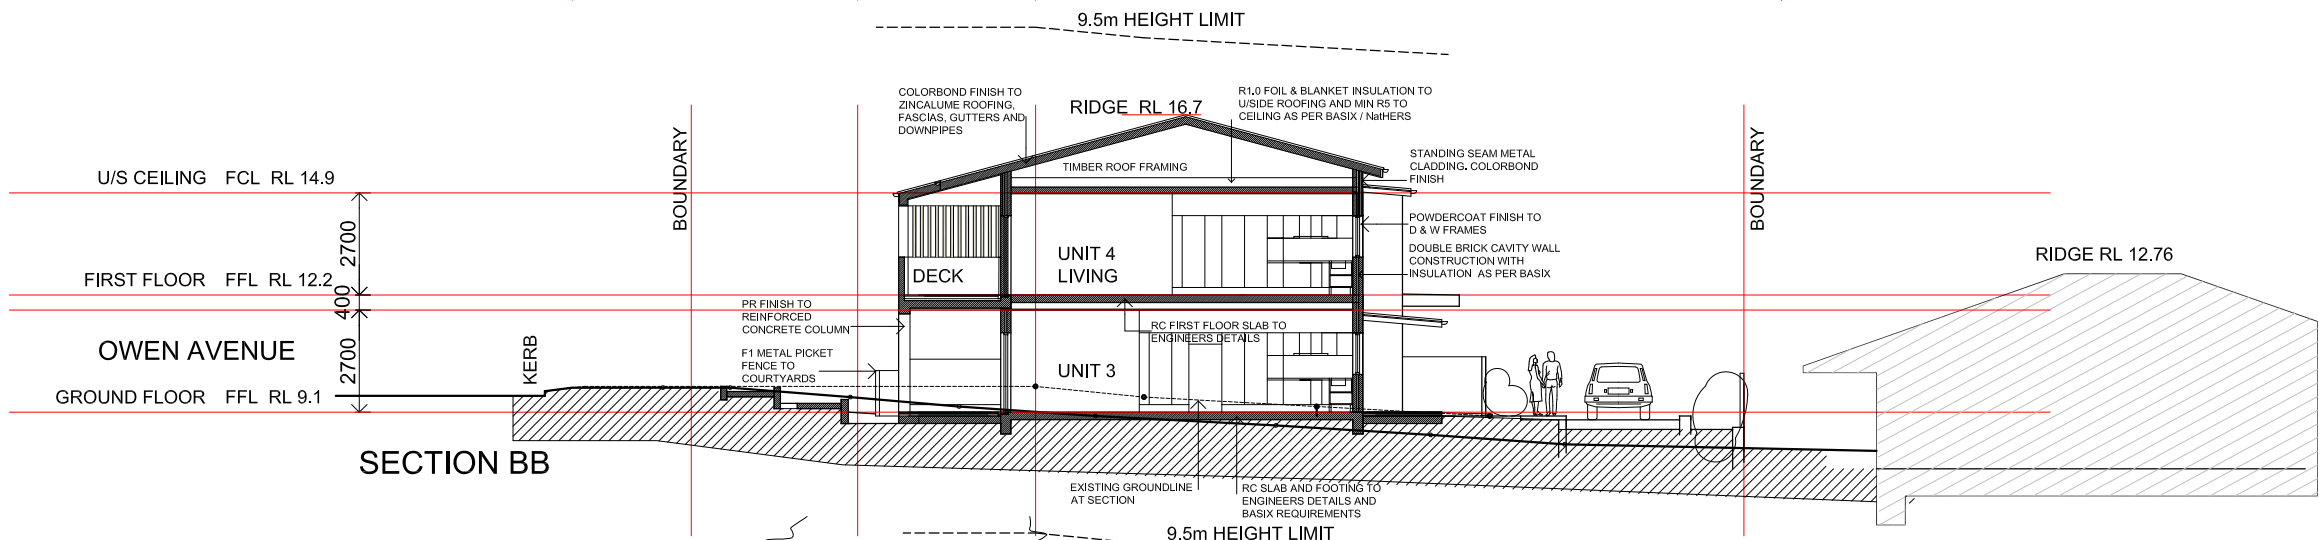 9.5m HEIGHT LIMIT
COLORBOND FINISH TO
ZINCALUME ROOFING,
FASCIAS, GUTTERS AND
DOWNPIPES
RIDGE RL 16.7
R1.0 FOIL & BLANKET INSULATION TO
U/SIDE ROOFING AND MIN R5 TO
CEILING AS PER BASIX / NatHERS
BOUNDARY
BOUNDARY
TIMBER ROOF FRAMING
STANDING SEAM METAL
CLADDING. COLORBOND
FINISH
U/S CEILING FCL RL 14.9
2700
POWDERCOAT FINISH TO
D & W FRAMES
DOUBLE BRICK CAVITY WALL
CONSTRUCTION WITH
INSULATION AS PER BASIX
UNIT 4
LIVING
DECK
RIDGE RL 12.76
FIRST FLOOR FFL RL 12.2
400
PR FINISH TO
REINFORCED
CONCRETE COLUMN
RC FIRST FLOOR SLAB TO
ENGINEERS DETAILS
OWEN AVENUE
2700
KERB
F1 METAL PICKET
FENCE TO
COURTYARDS
UNIT 3
GROUND FLOOR FFL RL 9.1
SECTION BB
EXISTING GROUNDLINE
AT SECTION
RC SLAB AND FOOTING TO
ENGINEERS DETAILS AND
BASIX REQUIREMENTS
9.5m HEIGHT LIMIT